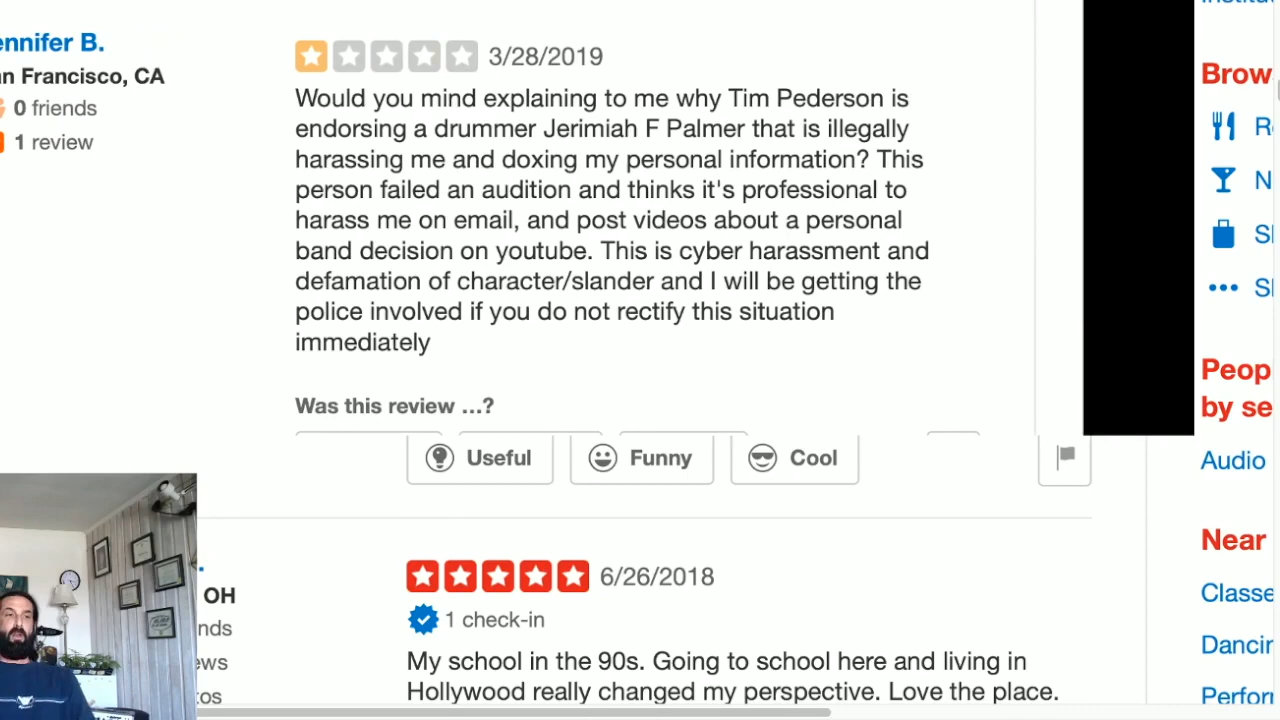 ennifer B.
n Francisco, CA
0 friends
1 review
3/28/2019
Would you mind explaining to me why Tim Pederson is
endorsing a drummer Jerimiah F Palmer that is illegally
harassing me and doxing my personal information? This
person failed an audition and thinks it's professional to
harass me on email, and post videos about a personal
band decision on youtube. This is cyber harassment and
defamation of character/slander and I will be getting the
police involved if you do not rectify this situation
immediately
Was this review ...?
Useful
Funny
Cool
OH
nds
ews
os
6/26/2018
1 check-in
My school in the 90s. Going to school here and living in
Hollywood really changed my perspective. Love the place.
Brow
R
N
S
S
Peop
by se
Audio
Near
Classe
Dancin
Perfor